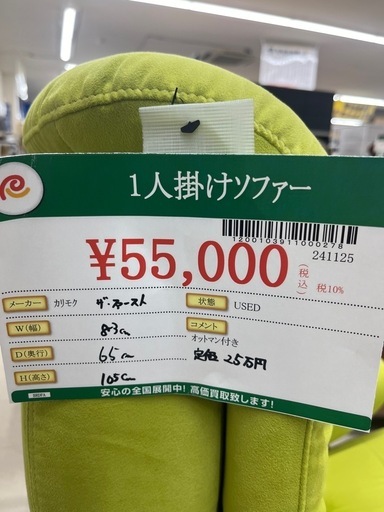 1人掛けソファー
1200103911000278
241125
¥55,000(税込) 税10%
メーカー カリモク ザ・ファースト
状態 USED
W(幅) 83cm
コメント
オットマン付き
D(奥行) 65cm
定価 25万円
H(高さ) 105cm
安心の全国展開中! 高価買取致します!